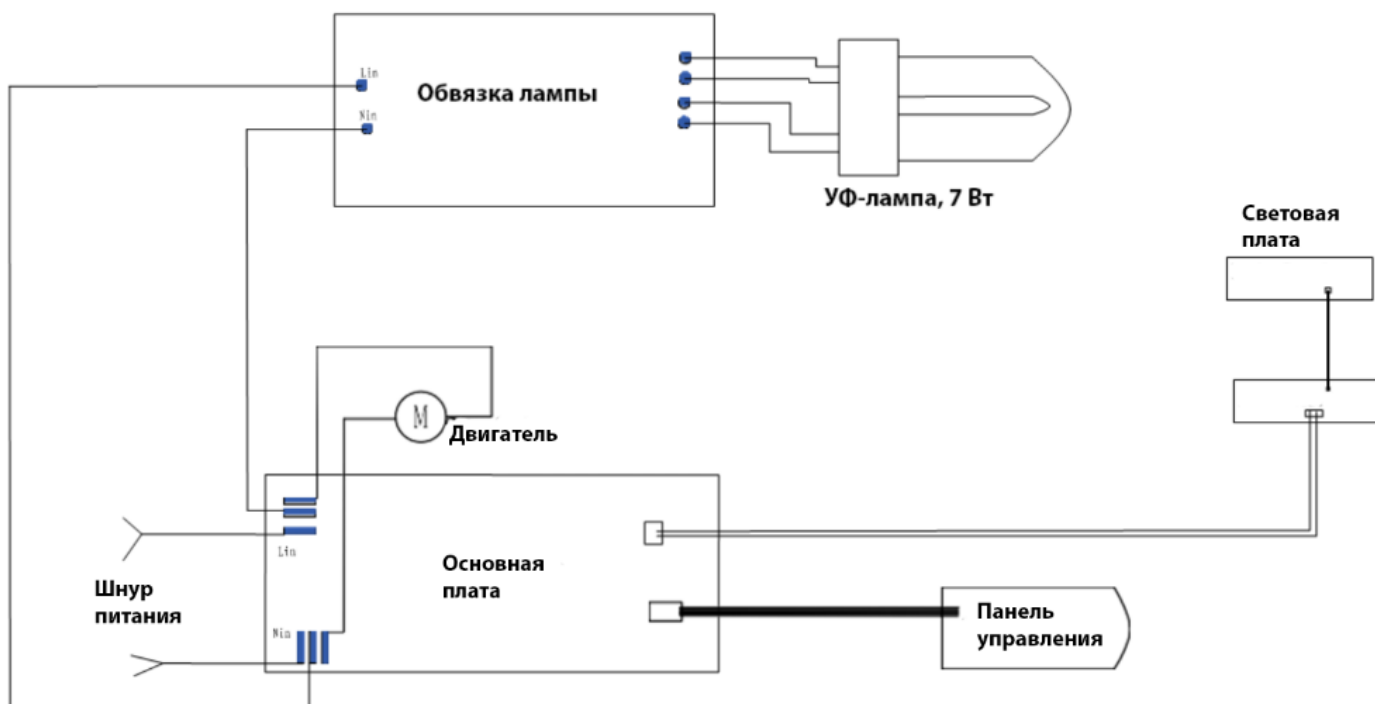 Lin
Обвязка лампы
Nin
УФ-лампа, 7 Вт
Световая
плата
M
Двигатель
Lin
Основная
плата
Шнур
питания
Nin
Панель
управления